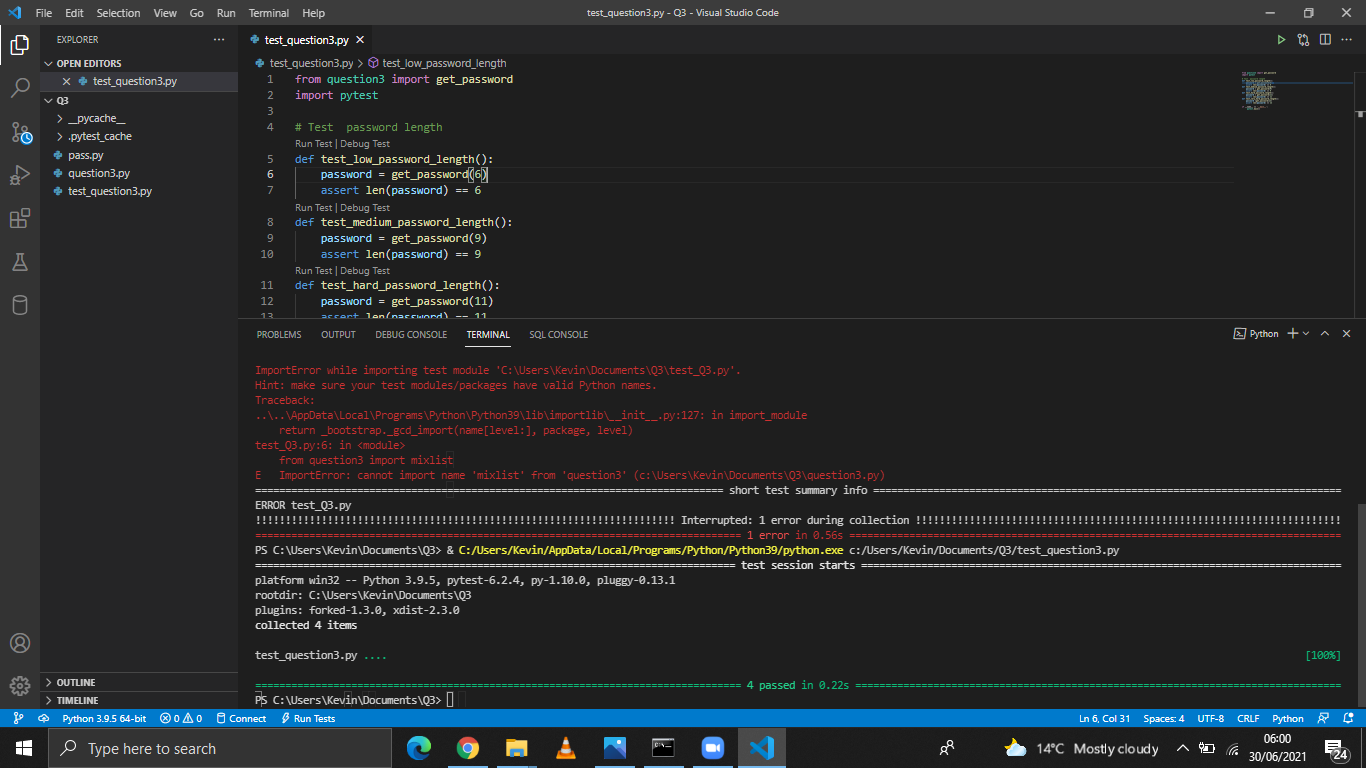 File Edit Selection View Go Run Terminal Help
test_question3.py - Q3 - Visual Studio Code
EXPLORER
OPEN EDITORS
test_question3.py
Q3
__pycache__
.pytest_cache
pass.py
question3.py
test_question3.py
OUTLINE
TIMELINE
test_question3.py
test_question3.py > test_low_password_length
1 from question3 import get_password
2 import pytest
3
4 # Test  password length
Run Test | Debug Test
5 def test_low_password_length():
6     password = get_password(6)
7     assert len(password) == 6
Run Test | Debug Test
8 def test_medium_password_length():
9     password = get_password(9)
10     assert len(password) == 9
Run Test | Debug Test
11 def test_hard_password_length():
12     password = get_password(11)
13     assert len(password) == 11
PROBLEMS OUTPUT DEBUG CONSOLE TERMINAL SQL CONSOLE
Python
ImportError while importing test module 'C:\Users\Kevin\Documents\Q3\test_Q3.py'.
Hint: make sure your test modules/packages have valid Python names.
Traceback:
..\..\AppData\Local\Programs\Python\Python39\lib\importlib\__init__.py:127: in import_module
    return _bootstrap._gcd_import(name[level:], package, level)
test_Q3.py:6: in <module>
    from question3 import mixlist
E   ImportError: cannot import name 'mixlist' from 'question3' (c:\Users\Kevin\Documents\Q3\question3.py)
short test summary info
ERROR test_Q3.py
Interrupted: 1 error during collection
1 error in 0.56s
PS C:\Users\Kevin\Documents\Q3> & C:/Users/Kevin/AppData/Local/Programs/Python/Python39/python.exe c:/Users/Kevin/Documents/Q3/test_question3.py
test session starts
platform win32 -- Python 3.9.5, pytest-6.2.4, py-1.10.0, pluggy-0.13.1
rootdir: C:\Users\Kevin\Documents\Q3
plugins: forked-1.3.0, xdist-2.3.0
collected 4 items
test_question3.py .... [100%]
4 passed in 0.22s
PS C:\Users\Kevin\Documents\Q3>
Python 3.9.5 64-bit 0 0 Connect Run Tests Ln 6, Col 31 Spaces: 4 UTF-8 CRLF Python
Type here to search
14°C Mostly cloudy
06:00
30/06/2021
24